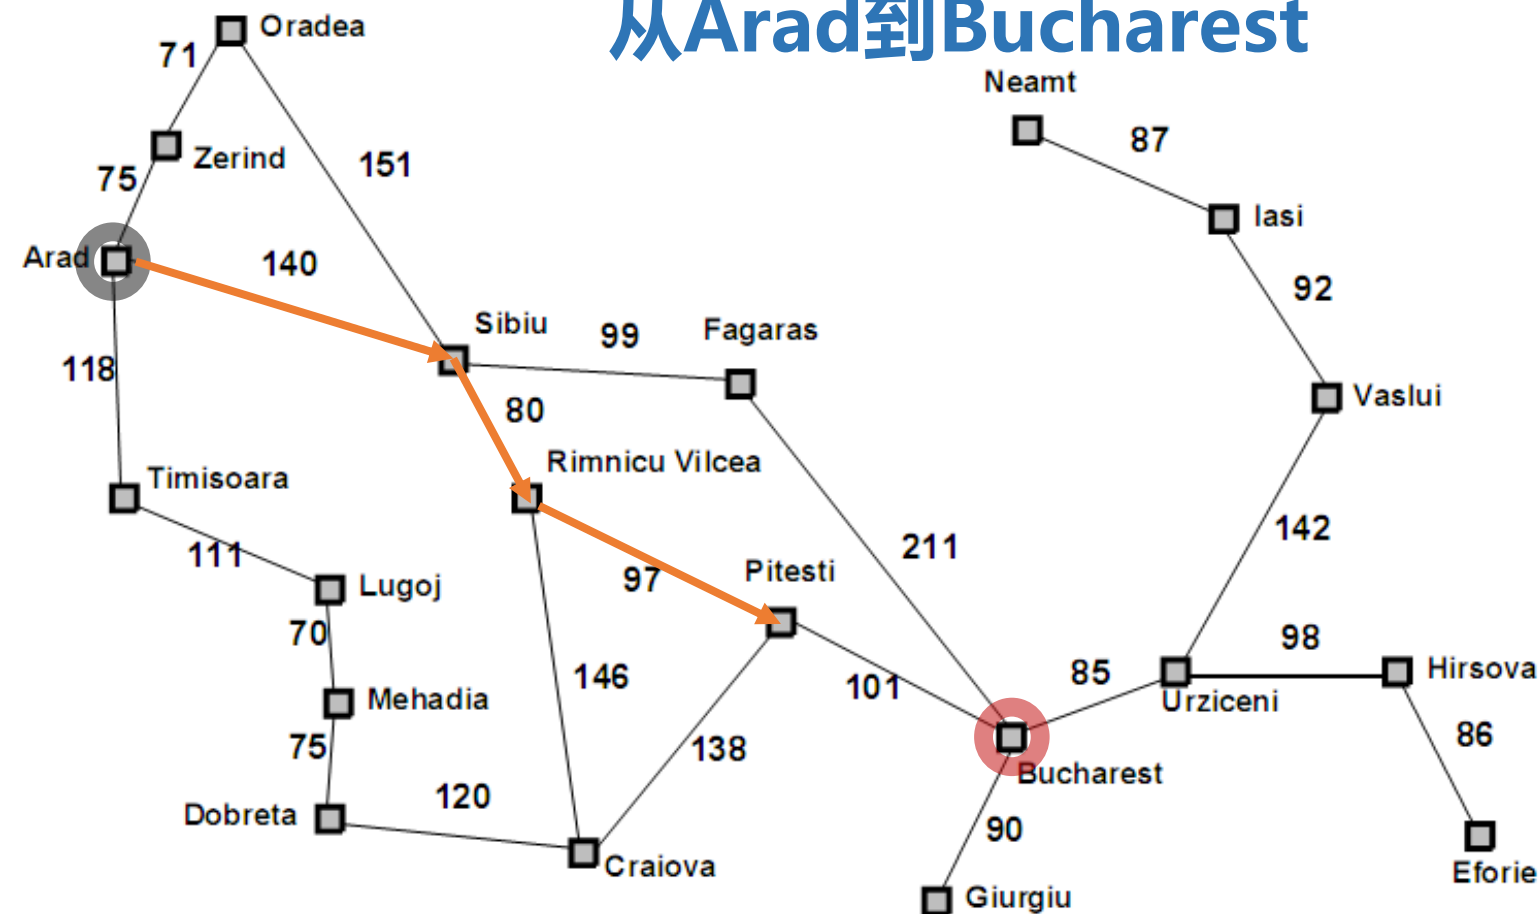 从Arad到Bucharest
Oradea
71
Neamt
87
Zerind
151
75
Iasi
Arad
140
92
Sibiu
99
Fagaras
118
Vaslui
80
Rimnicu Vilcea
Timisoara
142
211
111
97
Pitesti
Lugoj
70
98
146
101
85
Hirsova
Urziceni
Mehadia
75
138
86
Bucharest
120
Dobreta
90
Craiova
Eforie
Giurgiu